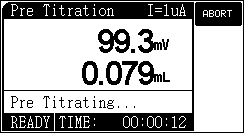 Pre Titration I=1uA ABORT
99.3mV
0.079mL
Pre Titrating...
READY TIME: 00:00:12